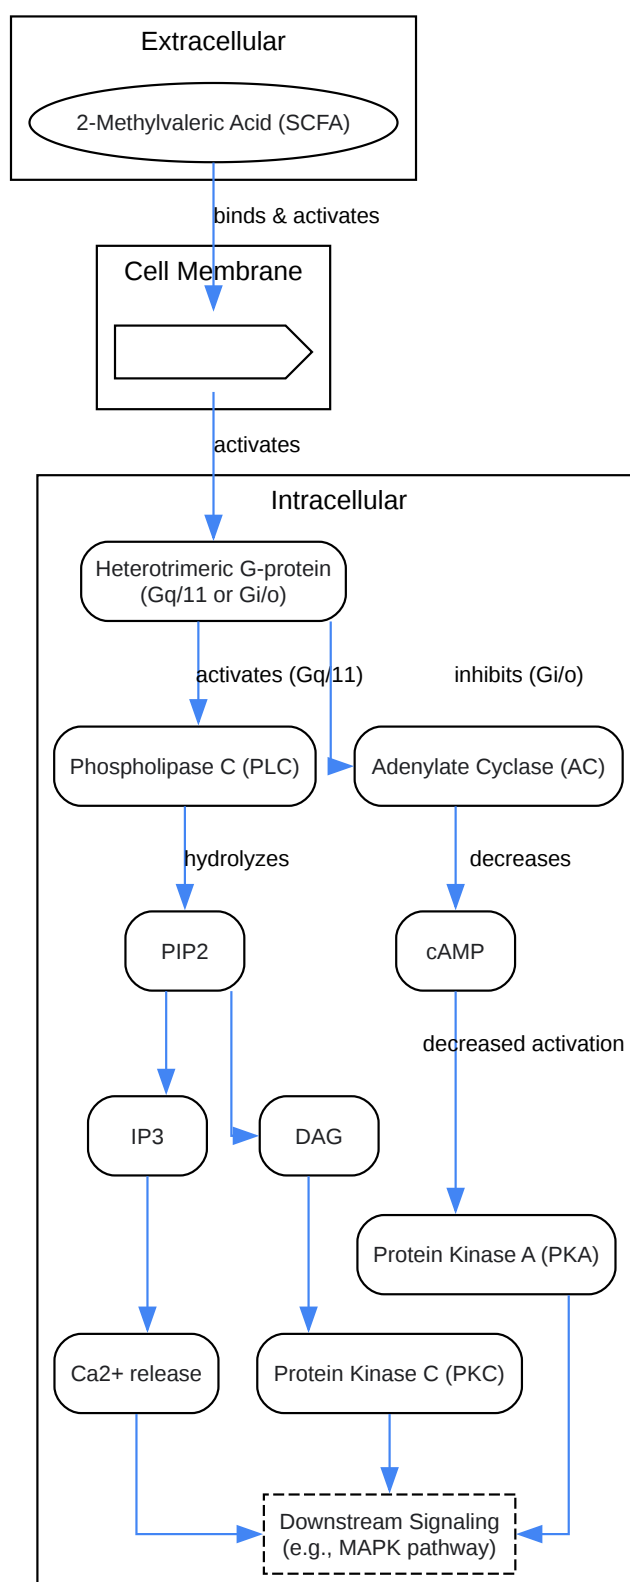 Extracellular
2-Methylvaleric Acid (SCFA)
binds & activates
Cell Membrane
activates
Intracellular
Heterotrimeric G-protein
(Gq/11 or Gi/o)
activates (Gq/11)
inhibits (Gi/o)
Phospholipase C (PLC)
Adenylate Cyclase (AC)
hydrolyzes
decreases
PIP2
cAMP
decreased activation
IP3
DAG
Protein Kinase A (PKA)
Ca2+ release
Protein Kinase C (PKC)
Downstream Signaling
(e.g., MAPK pathway)